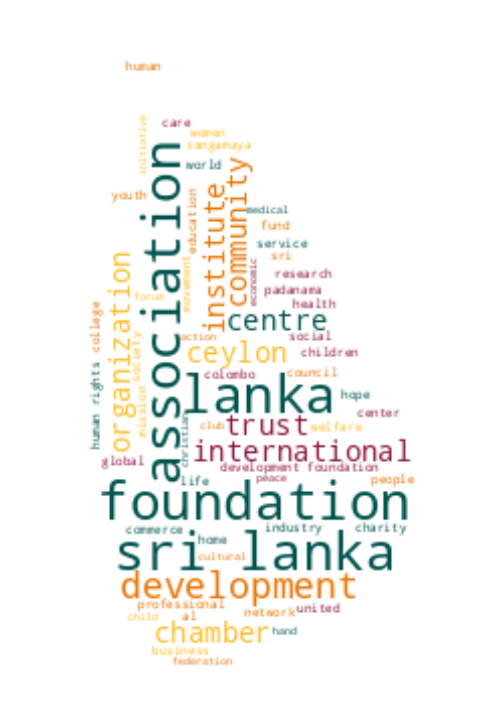 human
care
initiative
women
sangamaya
association
world
community
institute
youth
education
medical
fund
service
organization
movement
sri
economic
research
padanama
forum
health
college
centre
action
society
social
ceylon
children
human rights
colombo
council
lanka
mission
hope
center
christian
club
trust
welfare
international
global
development foundation
life
peace
people
foundation
commerce
industry
charity
home
sri lanka
cultural
development
professional
network
united
child
al
chamber
hand
business
federation